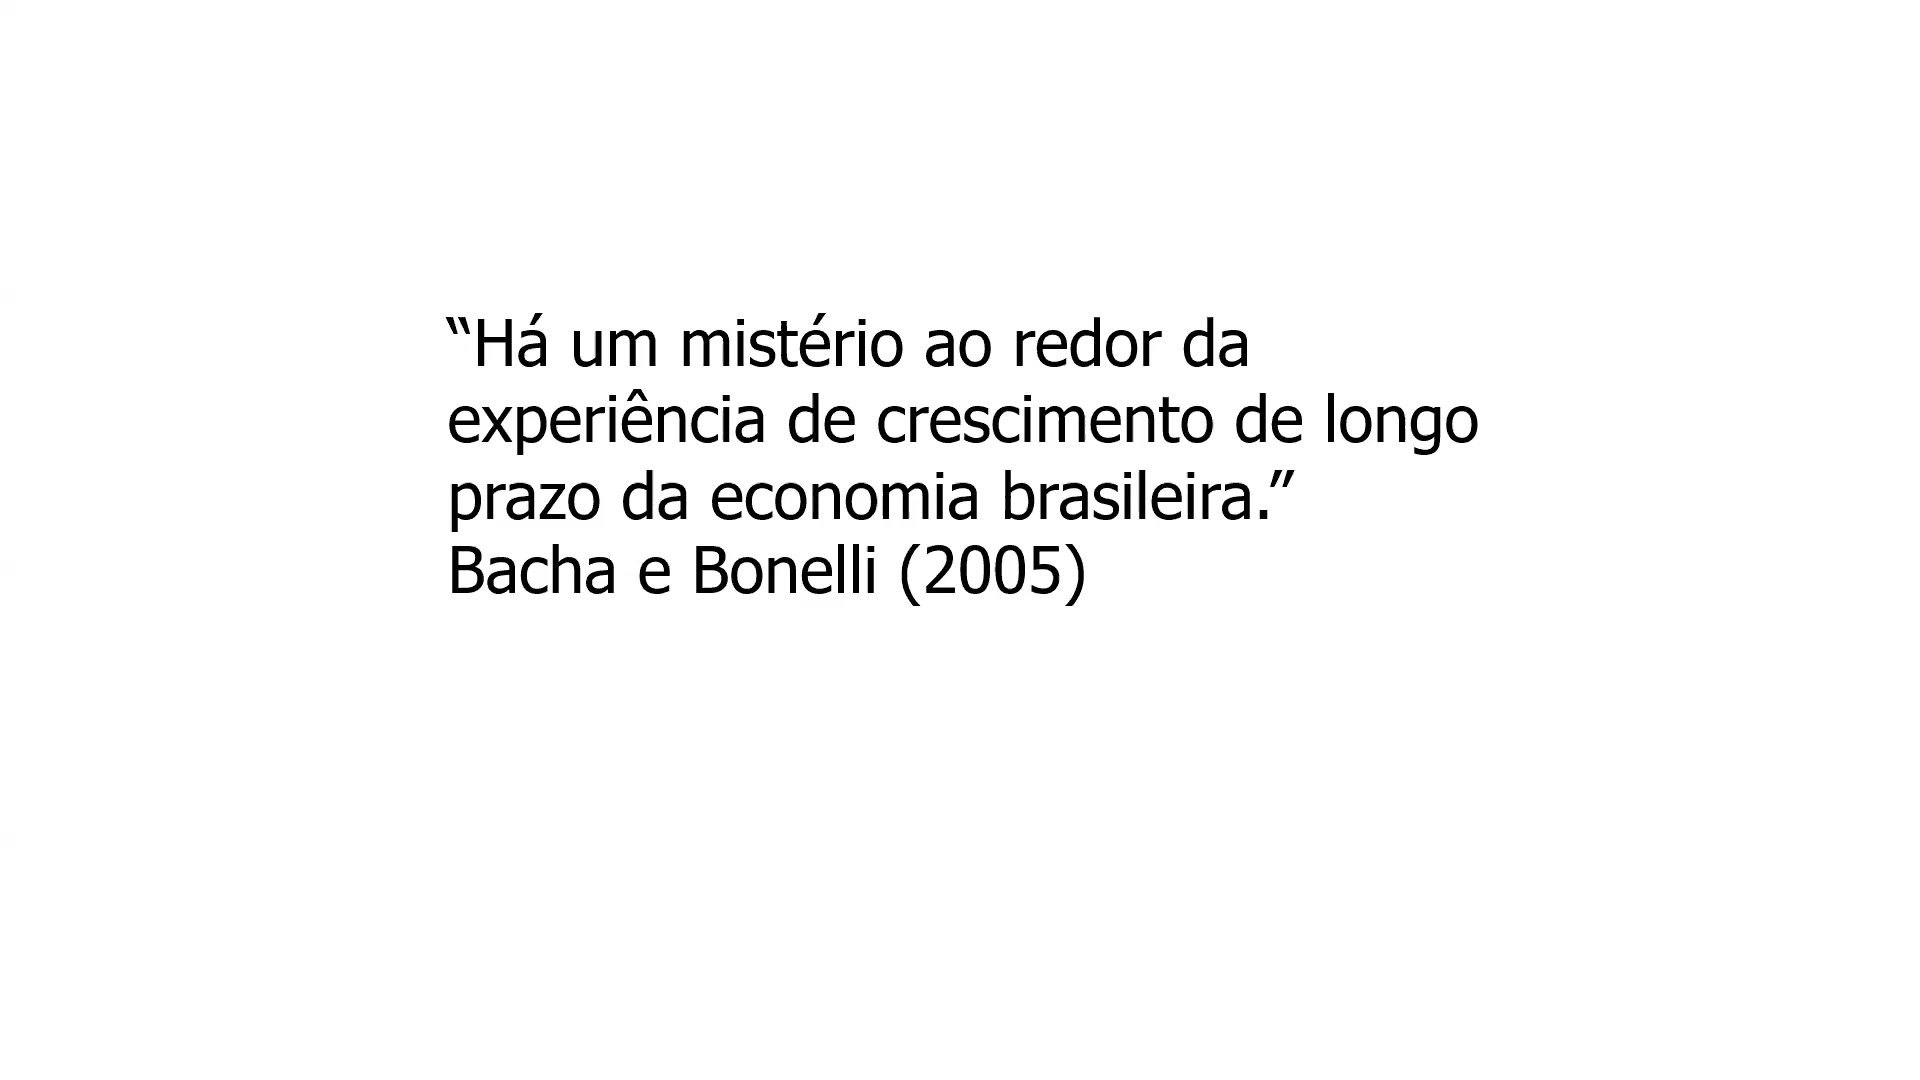 “Há um mistério ao redor da
experiência de crescimento de longo
prazo da economia brasileira.”
Bacha e Bonelli (2005)